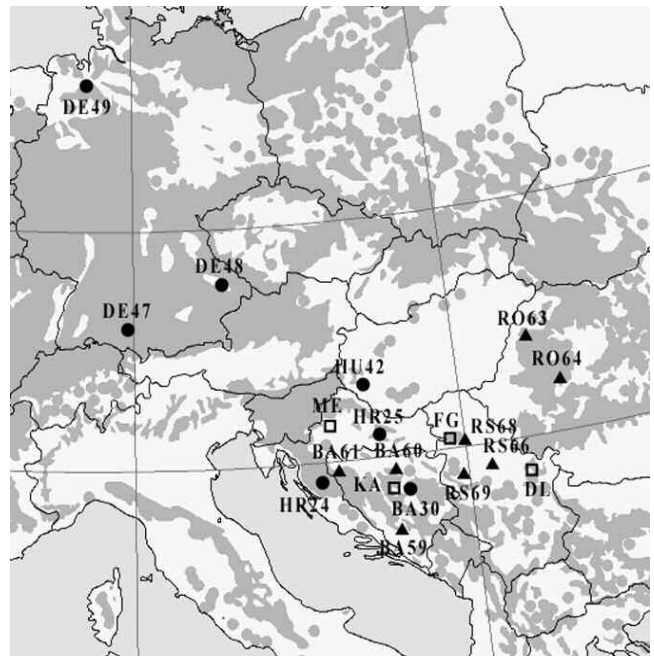 DE49
DE48
DE47
RO63
RO64
HU42
ME
HR25
FG
RS68
BA61
BA60
RS66
KA
RS69
DL
HR24
BA30
BA59